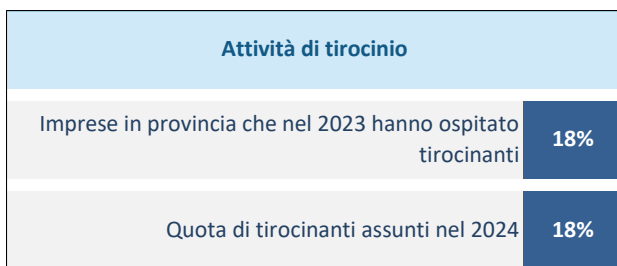 Attività di tirocinio
Imprese in provincia che nel 2023 hanno ospitato
tirocinanti
18%
Quota di tirocinanti assunti nel 2024
18%